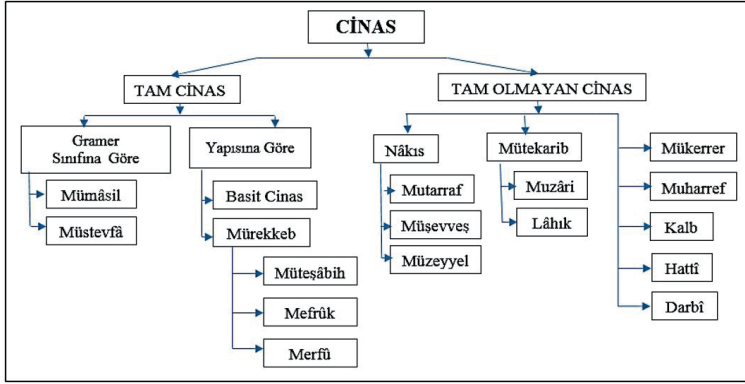 CİNAS
TAM CİNAS
TAM OLMAYAN CİNAS
Gramer
Sınıfına Göre
Mümâsil
Müstevfâ
Yapısına Göre
Basit Cinas
Mürekkeb
Müteşâbih
Mefrûk
Merfû
Nâkıs
Mutarraf
Müşevveş
Müzeyyel
Mütekarib
Muzâri
Lâhık
Mükerrer
Muharref
Kalb
Hattî
Darbî